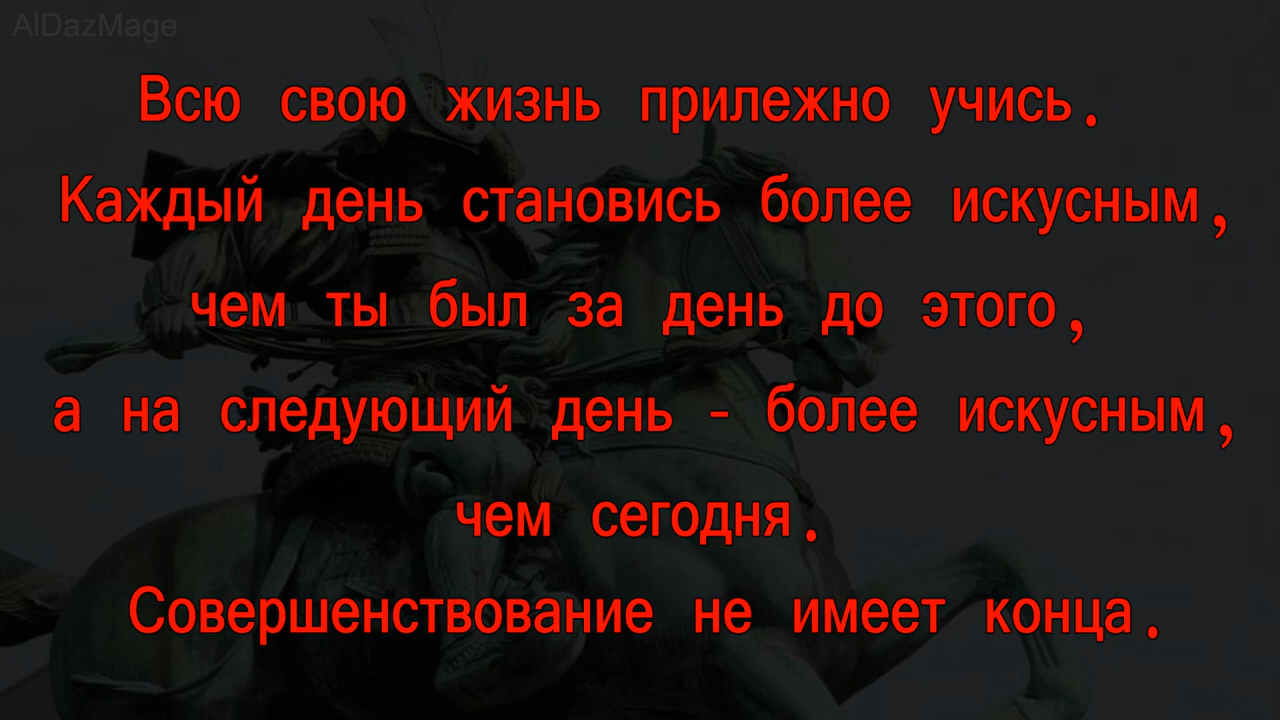 AlDazMage
Всю свою жизнь прилежно учись.
Каждый день становись более искусным,
чем ты был за день до этого,
а на следующий день - более искусным,
чем сегодня.
Совершенствование не имеет конца.